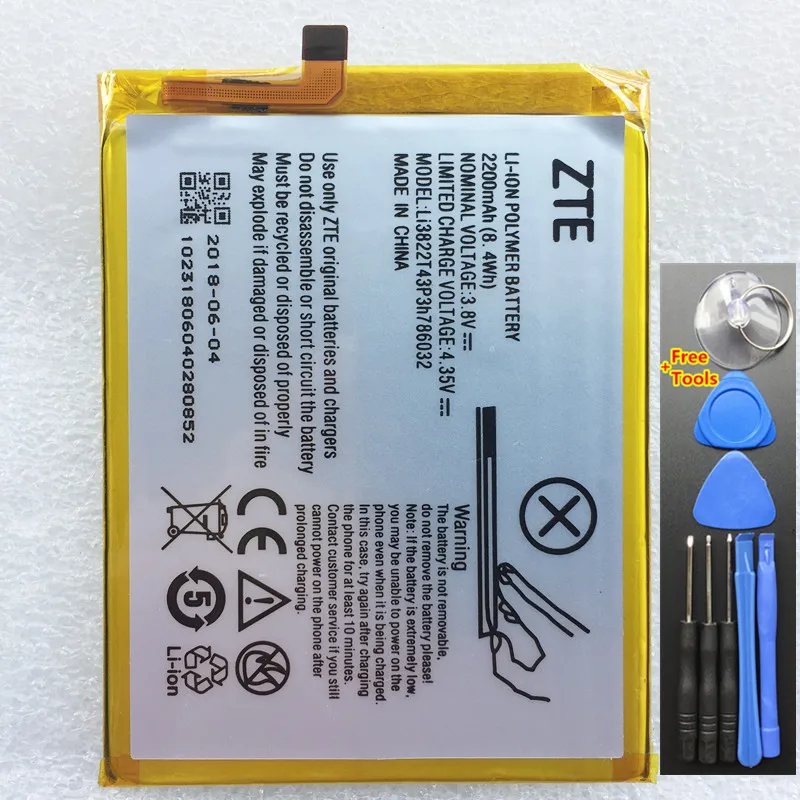 ZTE
LI-ION POLYMER BATTERY
2200mAh (8.4Wh)
NOMINAL VOLTAGE:3.8V⎓
LIMITED CHARGE VOLTAGE:4.35V⎓
MODEL:Li3822T43P3h786032
MADE IN CHINA
Use only ZTE original batteries and chargers
Do not disassemble or short circuit the battery
Must be recycled or disposed of properly
May explode if damaged or disposed of in fire
2018-06-04
10231806040280852
Warning
The battery is not removable,
do not remove the battery please!
Note: If the battery is extremely low,
you may be unable to power on the
phone even when it is being charged.
In this case, try again after charging
the phone for at least 10 minutes.
Contact customer service if you still
cannot power on the phone after
prolonged charging.
CE
5
Li-ion
+Free
Tools